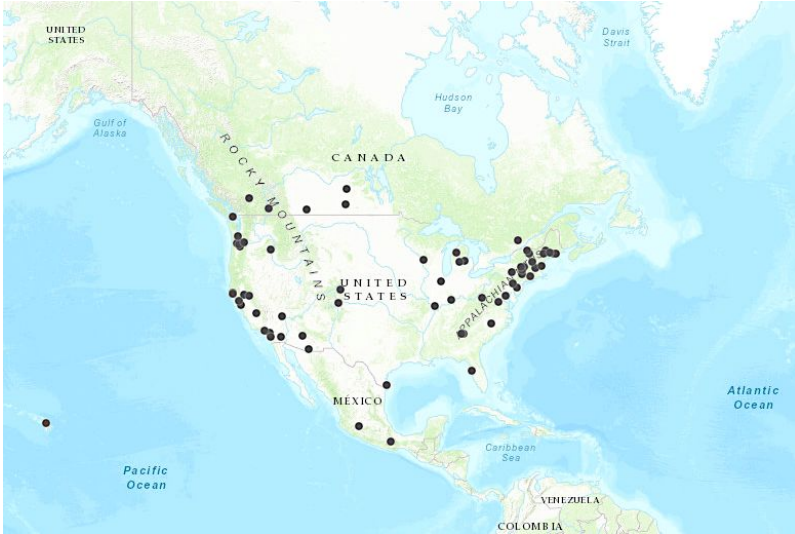 UNITED
STATES
Davis
Strait
Hudson
Bay
Gulf of
Alaska
ROCKY MOUNTAINS
CANADA
UNITED
STATES
MÉXICO
Atlantic
Ocean
Caribbean
Sea
Pacific
Ocean
VENEZUELA
COLOMBIA